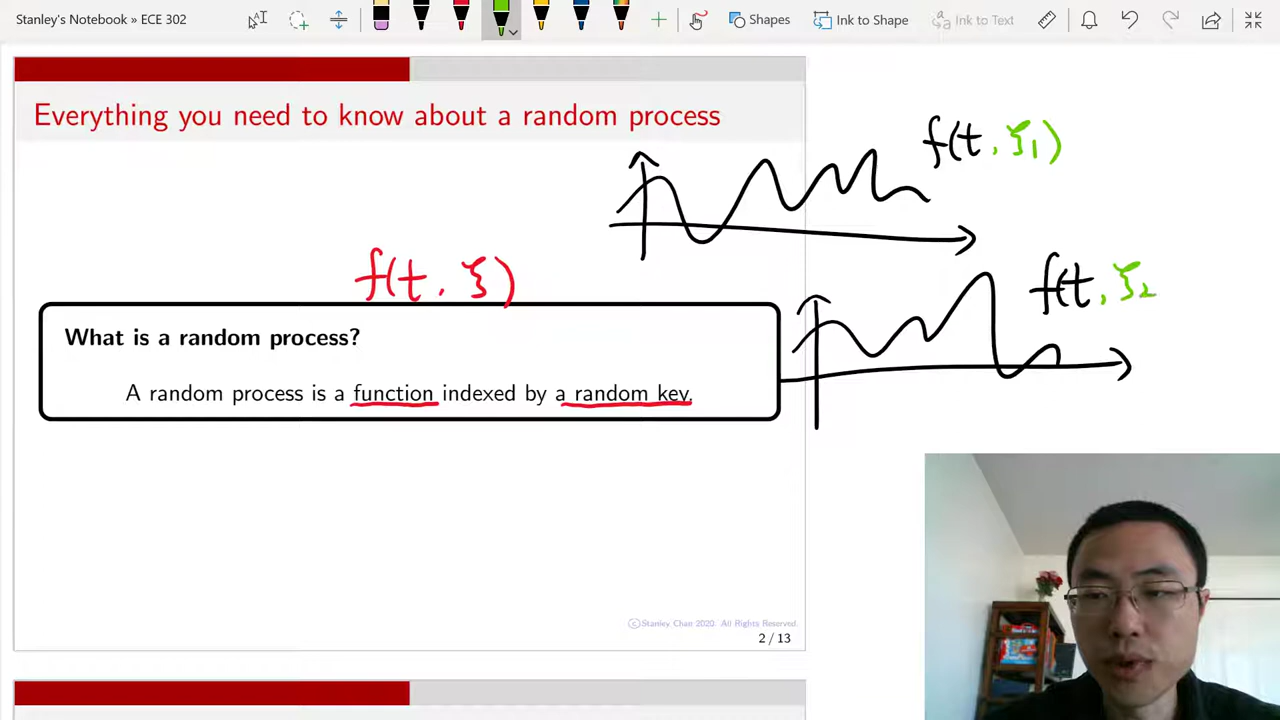 Stanley's Notebook » ECE 302
Shapes
Ink to Shape
Ink to Text
Everything you need to know about a random process
f(t, ξ1)
f(t, ξ)
f(t, ξ2
What is a random process?
A random process is a function indexed by a random key.
©Stanley Chan 2020. All Rights Reserved.
2 / 13